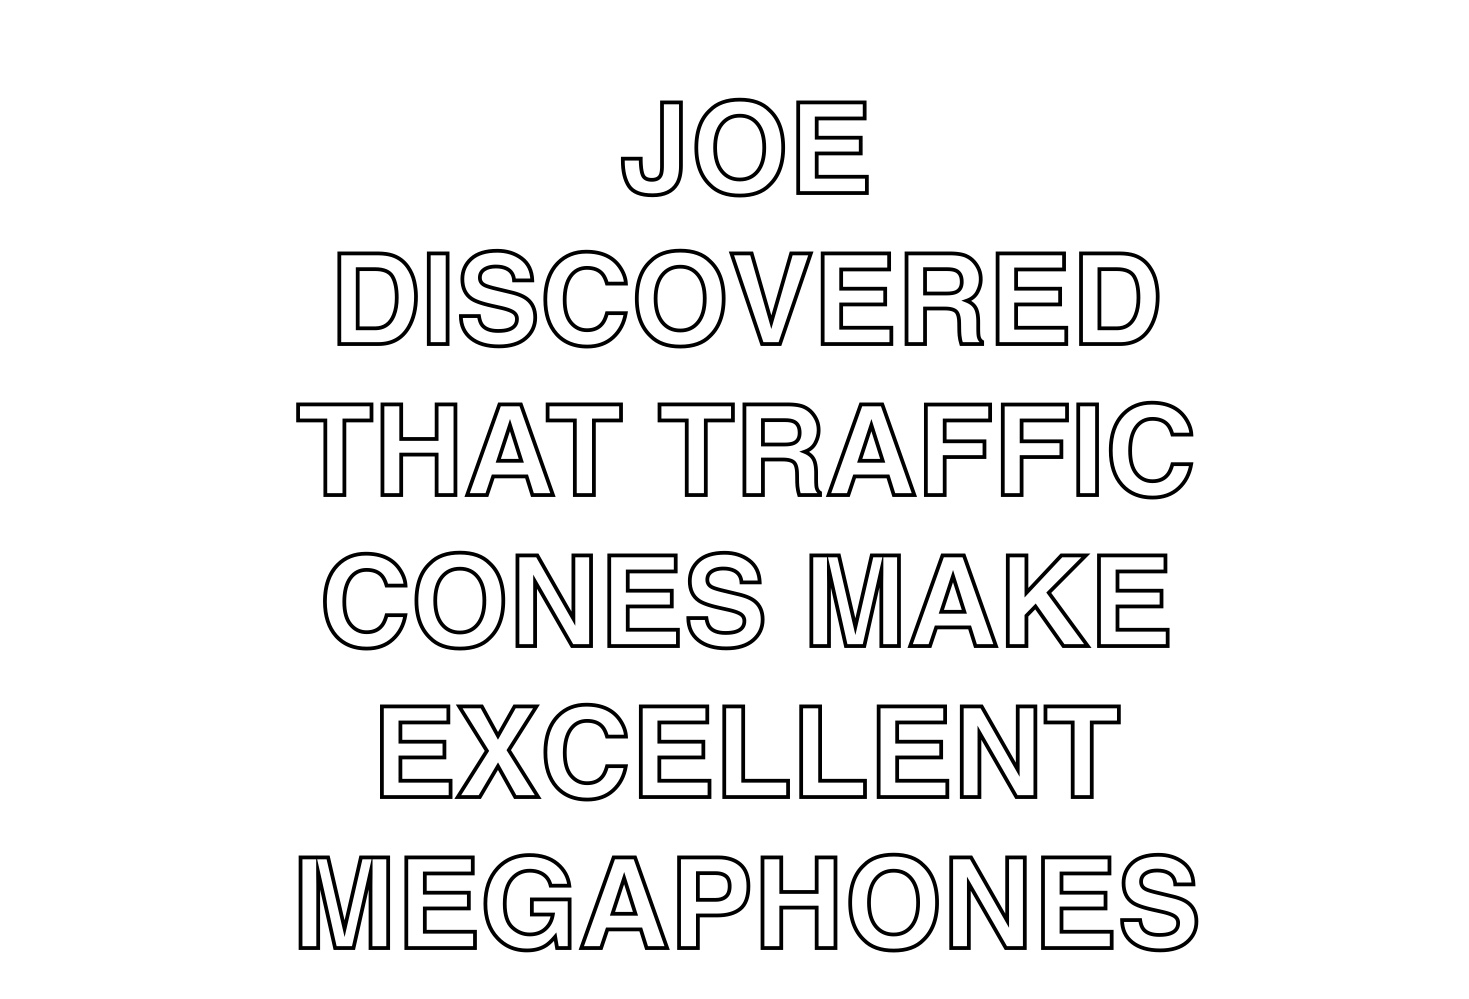 JOE
DISCOVERED
THAT TRAFFIC
CONES MAKE
EXCELLENT
MEGAPHONES